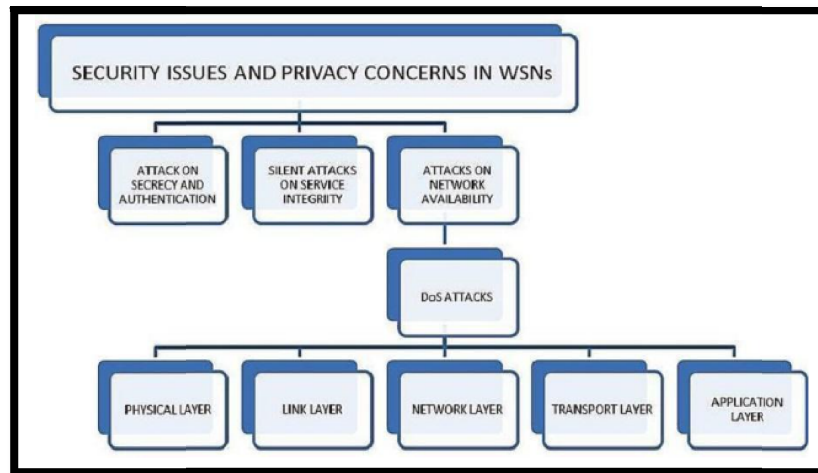 SECURITY ISSUES AND PRIVACY CONCERNS IN WSNs
ATTACK ON
SECRECY AND
AUTHENTICATION
SILENT ATTACKS
ON SERVICE
INTEGRIITY
ATTACKS ON
NETWORK
AVAILABILITY
DoS ATTACKS
PHYSICAL LAYER
LINK LAYER
NETWORK LAYER
TRANSPORT LAYER
APPLICATION
LAYER